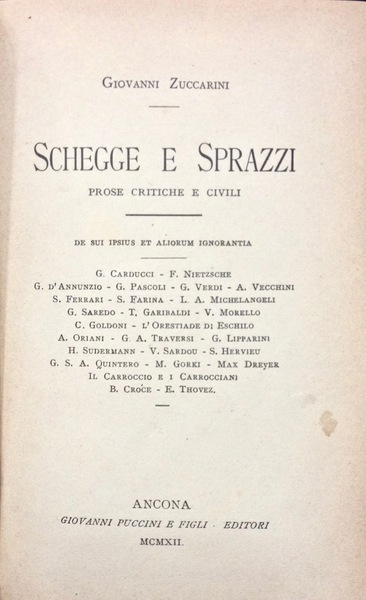 Giovanni Zuccarini
Schegge e Sprazzi
PROSE CRITICHE E CIVILI
DE SUI IPSIUS ET ALIORUM IGNORANTIA
G. Carducci - F. Nietzsche
G. d'Annunzio - G. Pascoli - G. Verdi - A. Vecchini
S. Ferrari - S. Farina - L. A. Michelangeli
G. Saredo - T. Garibaldi - V. Morello
C. Goldoni - L'Orestiade di Eschilo
A. Oriani - G. A. Traversi - G. Lipparini
H. Sudermann - V. Sardou - S. Hervieu
G. S. A. Quintero - M. Gorki - Max Dreyer
Il Carroccio e i Carrocciani
B. Croce - E. Thovez.
ANCONA
GIOVANNI PUCCINI E FIGLI - EDITORI
MCMXII.